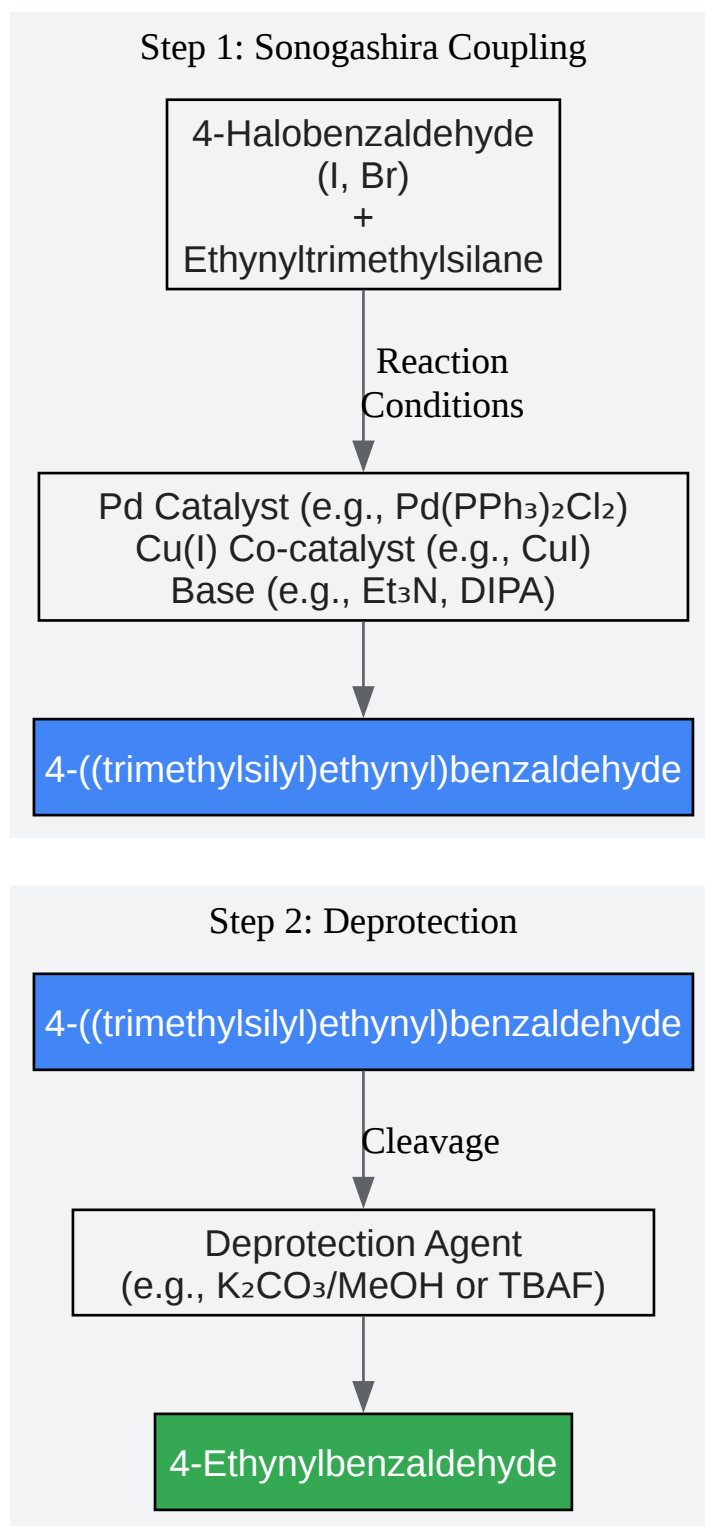 Step 1: Sonogashira Coupling
4-Halobenzaldehyde
(I, Br)
+
Ethynyltrimethylsilane
Reaction
Conditions
Pd Catalyst (e.g., Pd(PPh₃)₂Cl₂)
Cu(I) Co-catalyst (e.g., CuI)
Base (e.g., Et₃N, DIPA)
4-((trimethylsilyl)ethynyl)benzaldehyde
Step 2: Deprotection
4-((trimethylsilyl)ethynyl)benzaldehyde
Cleavage
Deprotection Agent
(e.g., K₂CO₃/MeOH or TBAF)
4-Ethynylbenzaldehyde